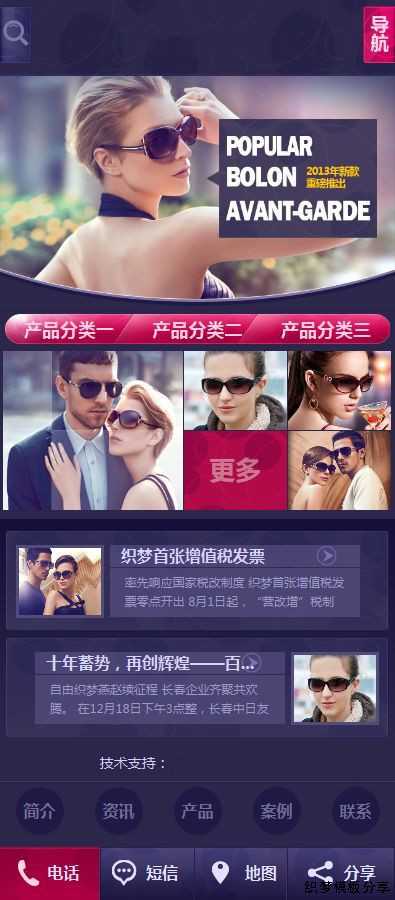 导航
POPULAR
BOLON
2013年新款
重磅推出
AVANT-GARDE
产品分类一 产品分类二 产品分类三
更多
织梦首张增值税发票
率先响应国家税改制度 织梦首张增值税发
票零点开出 8月1日起，“营改增”税制
十年蓄势，再创辉煌——百...
自由织梦燕赵续征程 长春企业齐聚共欢
腾。 在12月18日下午3点整，长春中日友
技术支持：
简介 资讯 产品 案例 联系
电话 短信 地图 分享
织梦模板分享